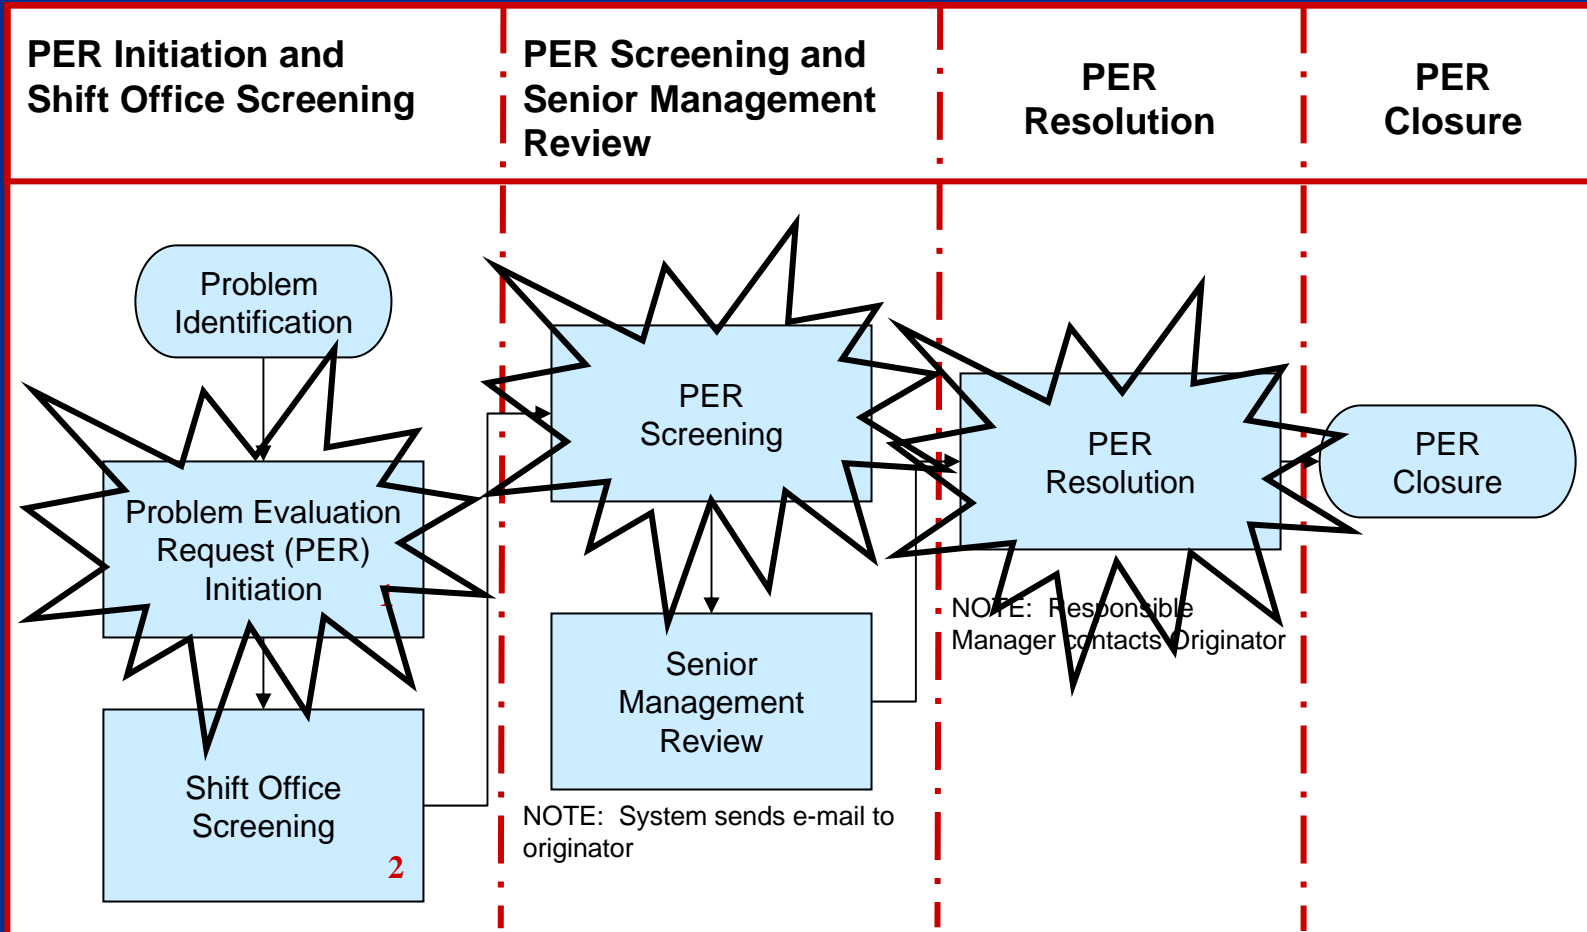 PER Initiation and
Shift Office Screening
PER Screening and
Senior Management
Review
PER
Resolution
PER
Closure
Problem
Identification
Problem Evaluation
Request (PER)
Initiation
1
Shift Office
Screening
2
PER
Screening
Senior
Management
Review
NOTE: System sends e-mail to
originator
PER
Resolution
NOTE: Responsible
Manager contacts Originator
PER
Closure